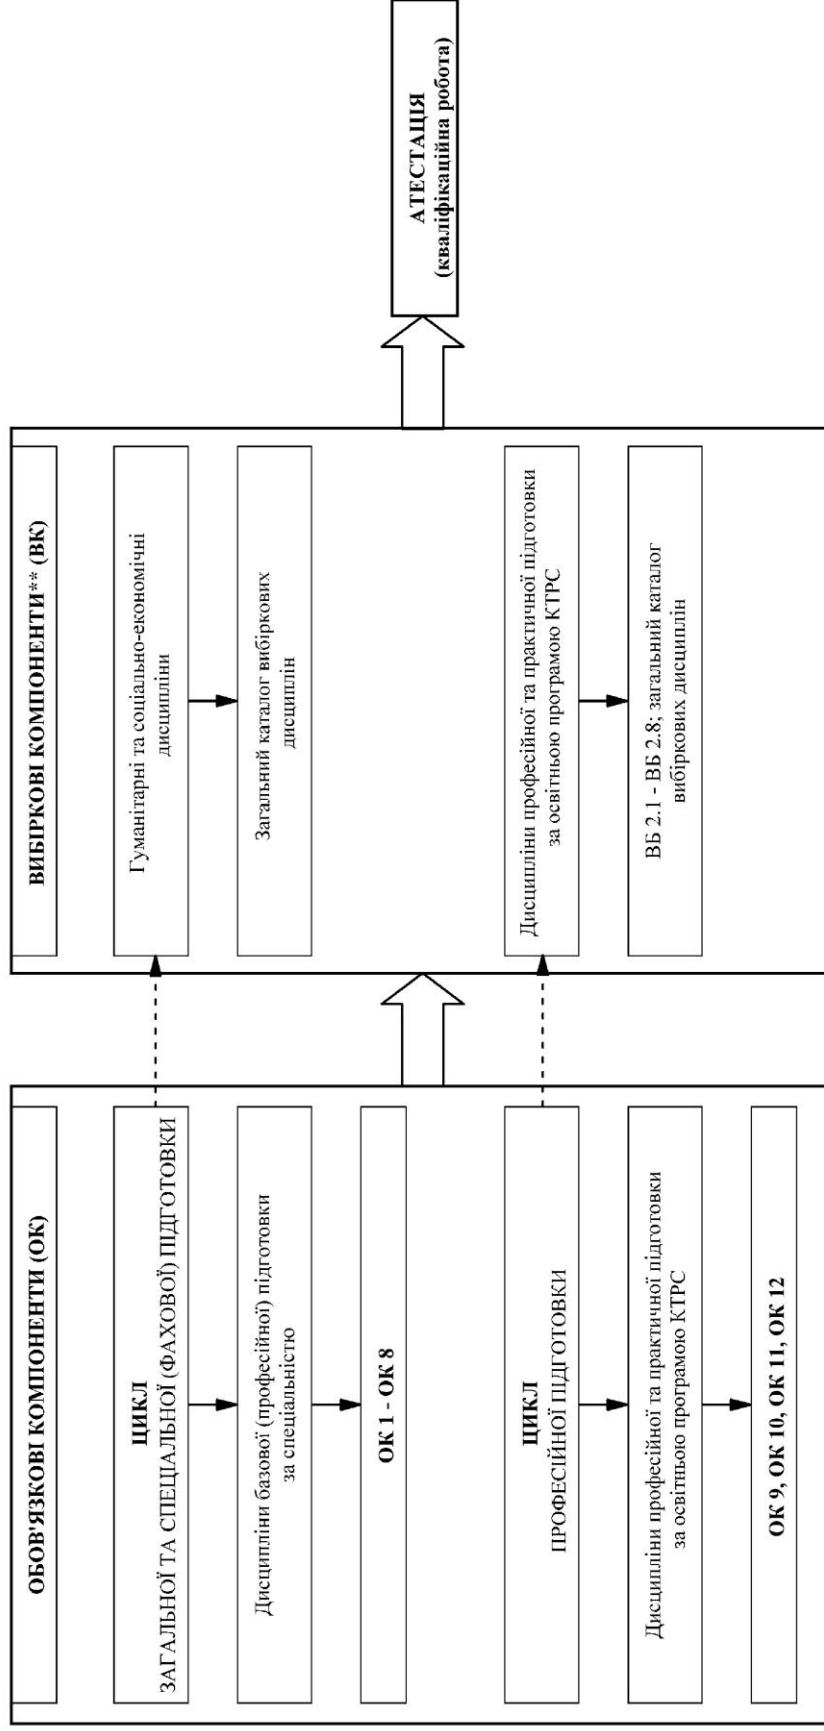 ОБОВ'ЯЗКОВІ КОМПОНЕНТИ (ОК)
ЦИКЛ
ЗАГАЛЬНОЇ ТА СПЕЦІАЛЬНОЇ (ФАХОВОЇ) ПІДГОТОВКИ
Дисципліни базової (професійної) підготовки
за спеціальністю
ОК 1 - ОК 8
ЦИКЛ
ПРОФЕСІЙНОЇ ПІДГОТОВКИ
Дисципліни професійної та практичної підготовки
за освітньою програмою КТРС
ОК 9, ОК 10, ОК 11, ОК 12
ВИБІРКОВІ КОМПОНЕНТИ** (ВК)
Гуманітарні та соціально-економічні
дисципліни
Загальний каталог вибіркових
дисциплін
Дисципліни професійної та практичної підготовки
за освітньою програмою КТРС
ВБ 2.1 - ВБ 2.8; загальний каталог
вибіркових дисциплін
АТЕСТАЦІЯ
(кваліфікаційна робота)